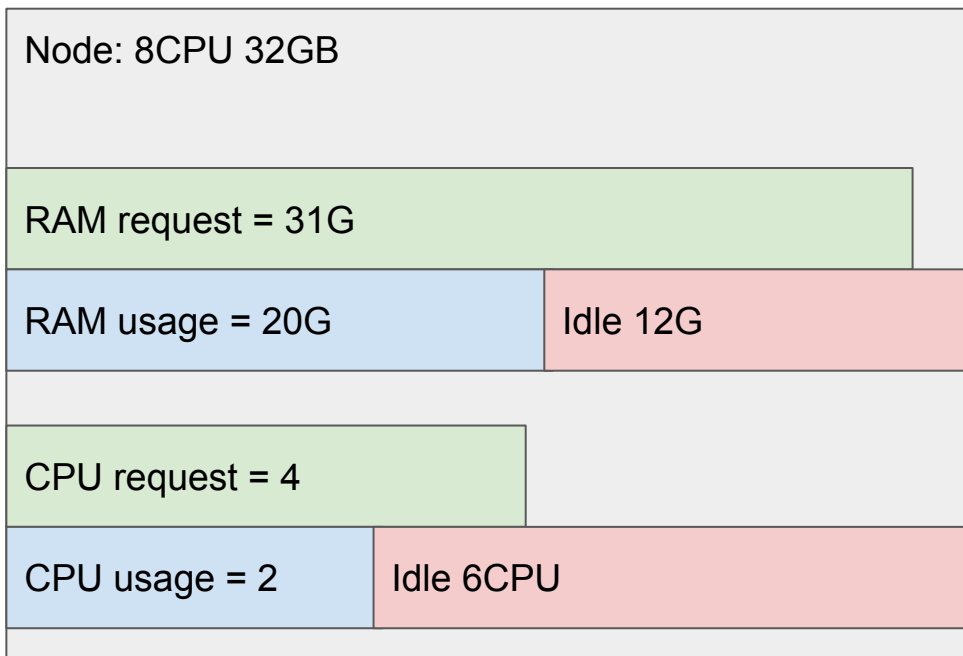 Node: 8CPU 32GB
RAM request = 31G
RAM usage = 20G
Idle 12G
CPU request = 4
CPU usage = 2
Idle 6CPU